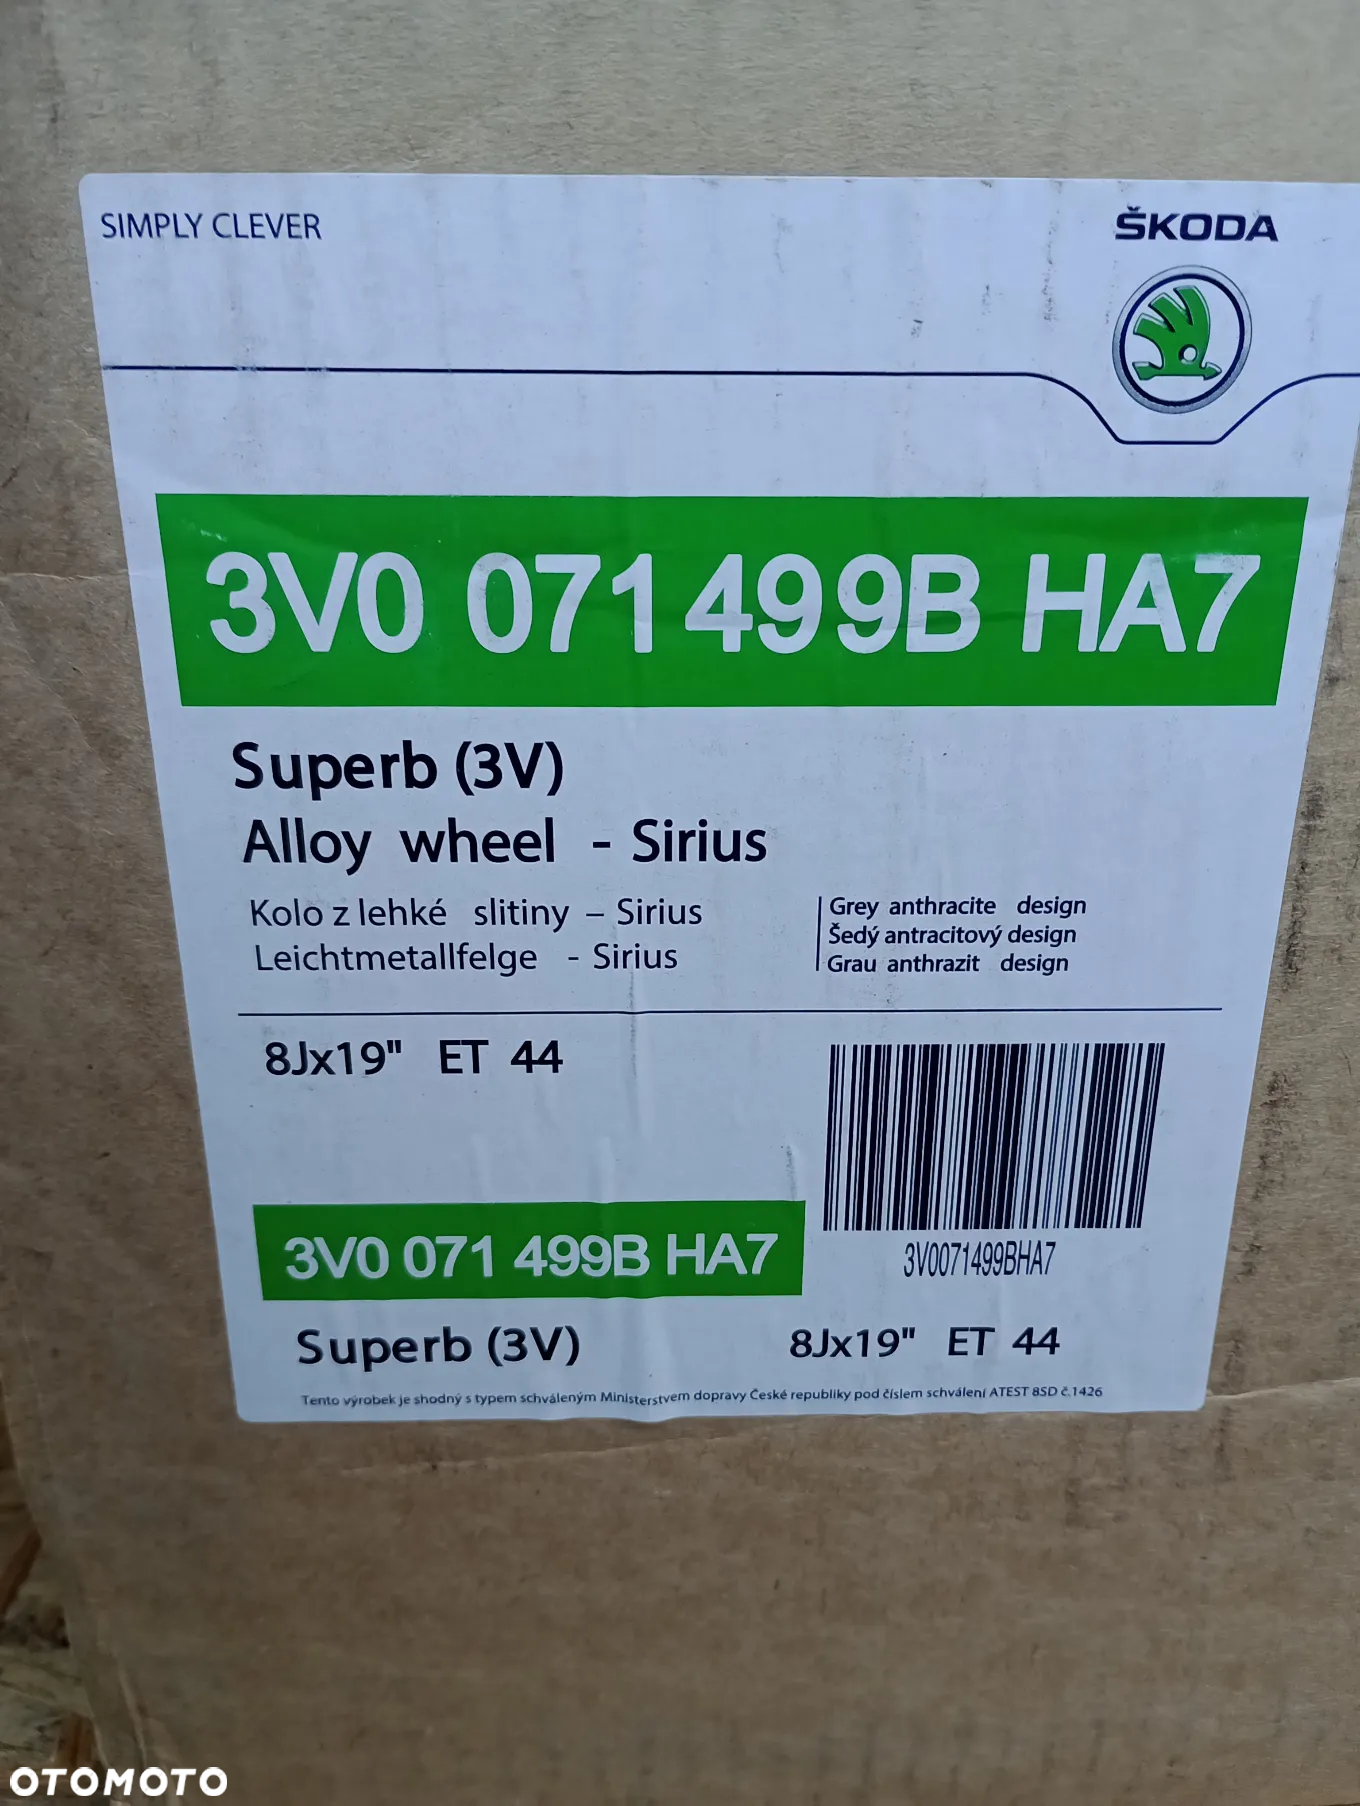 SIMPLY CLEVER
ŠKODA
3V0 071 499B HA7
Superb (3V)
Alloy wheel - Sirius
Kolo z lehké slitiny – Sirius
Leichtmetallfelge - Sirius
Grey anthracite design
Šedý antracitový design
Grau anthrazit design
8Jx19" ET 44
3V0071499BHA7
3V0 071 499B HA7
Superb (3V)
8Jx19" ET 44
Tento výrobek je shodný s typem schváleným Ministerstvem dopravy České republiky pod číslem schválení ATEST 8SD č.1426
OTOMOTO